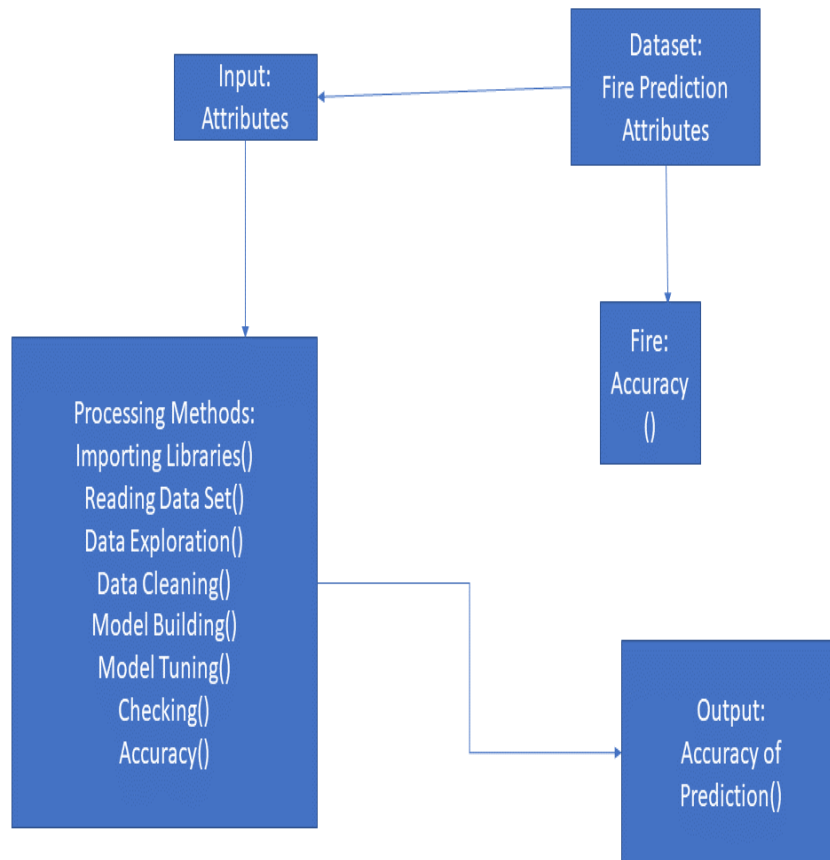 Input:
Attributes
Dataset:
Fire Prediction
Attributes
Fire:
Accuracy
()
Processing Methods:
Importing Libraries()
Reading Data Set()
Data Exploration()
Data Cleaning()
Model Building()
Model Tuning()
Checking()
Accuracy()
Output:
Accuracy of
Prediction()